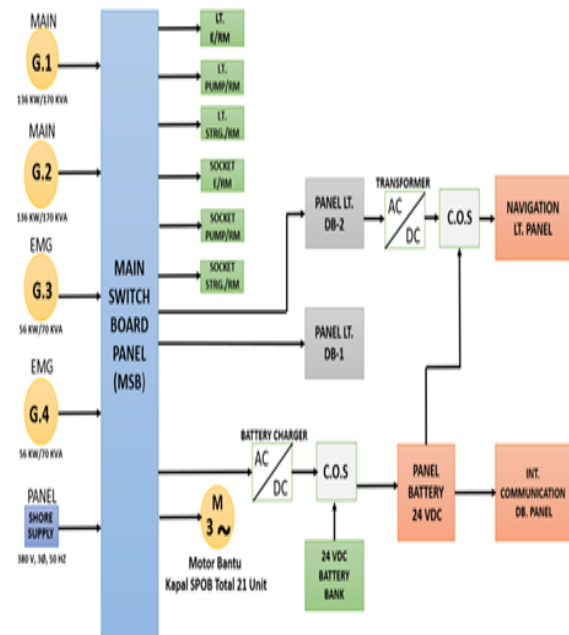 MAIN
G.1
136 KW/170 KVA
MAIN
G.2
136 KW/170 KVA
EMG
G.3
56 KW/70 KVA
EMG
G.4
56 KW/70 KVA
PANEL
SHORE
SUPPLY
380 V, 3Ø, 50 HZ
MAIN
SWITCH
BOARD
PANEL
(MSB)
LT.
E/RM
LT.
PUMP/RM
LT.
STRG./RM
SOCKET
E/RM
SOCKET
PUMP/RM
SOCKET
STRG./RM
PANEL LT.
DB-2
TRANSFORMER
AC
DC
C.O.S
NAVIGATION
LT. PANEL
PANEL LT.
DB-1
BATTERY CHARGER
AC
DC
C.O.S
PANEL
BATTERY
24 VDC
INT.
COMMUNICATION
DB. PANEL
M
3 ~
Motor Bantu
Kapal SPOB Total 21 Unit
24 VDC
BATTERY
BANK